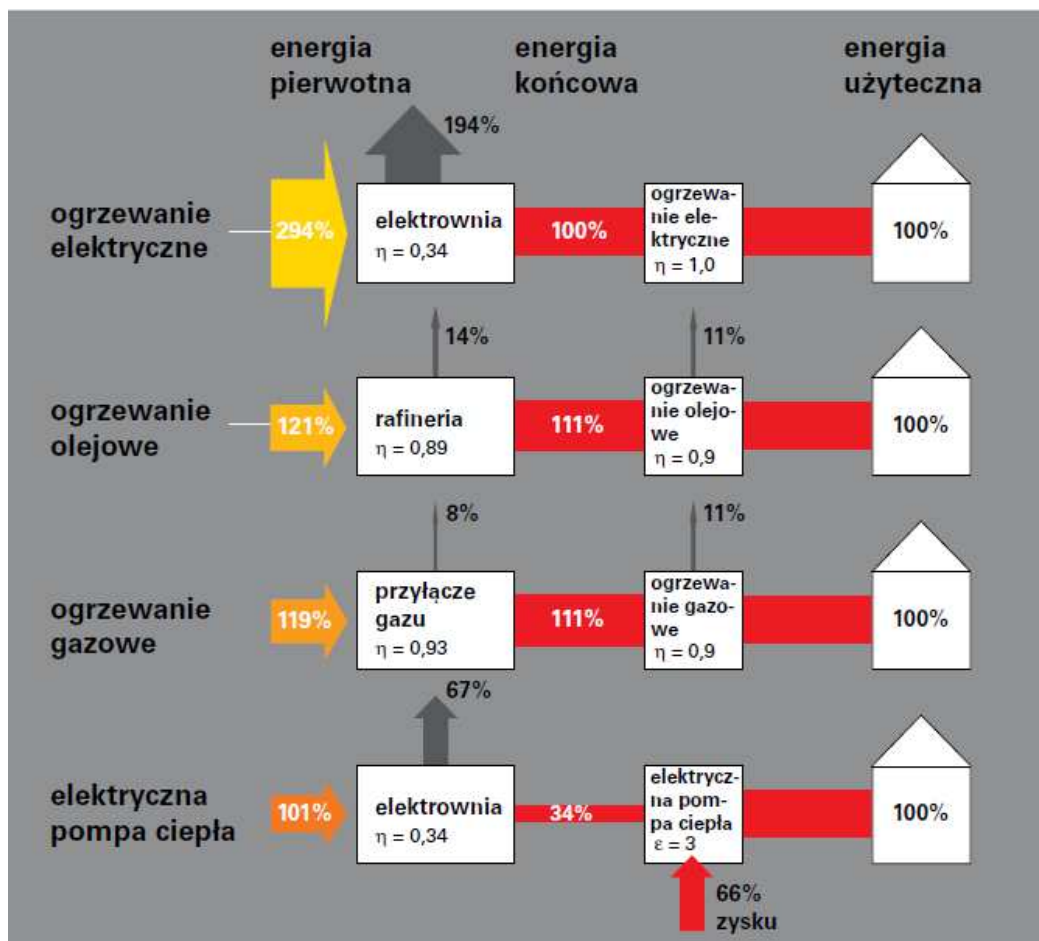 energia
pierwotna
energia
końcowa
energia
użyteczna
ogrzewanie
elektryczne
294%
194%
elektrownia
η = 0,34
100%
ogrzewa-
nie ele-
ktryczne
η = 1,0
100%
ogrzewanie
olejowe
121%
14%
rafineria
η = 0,89
111%
11%
ogrzewa-
nie olejo-
we
η = 0,9
100%
ogrzewanie
gazowe
119%
8%
przyłącze
gazu
η = 0,93
111%
11%
ogrzewa-
nie gazo-
we
η = 0,9
100%
elektryczna
pompa ciepła
101%
67%
elektrownia
η = 0,34
34%
elektrycz-
na pom-
pa ciepła
ε = 3
66%
zysku
100%